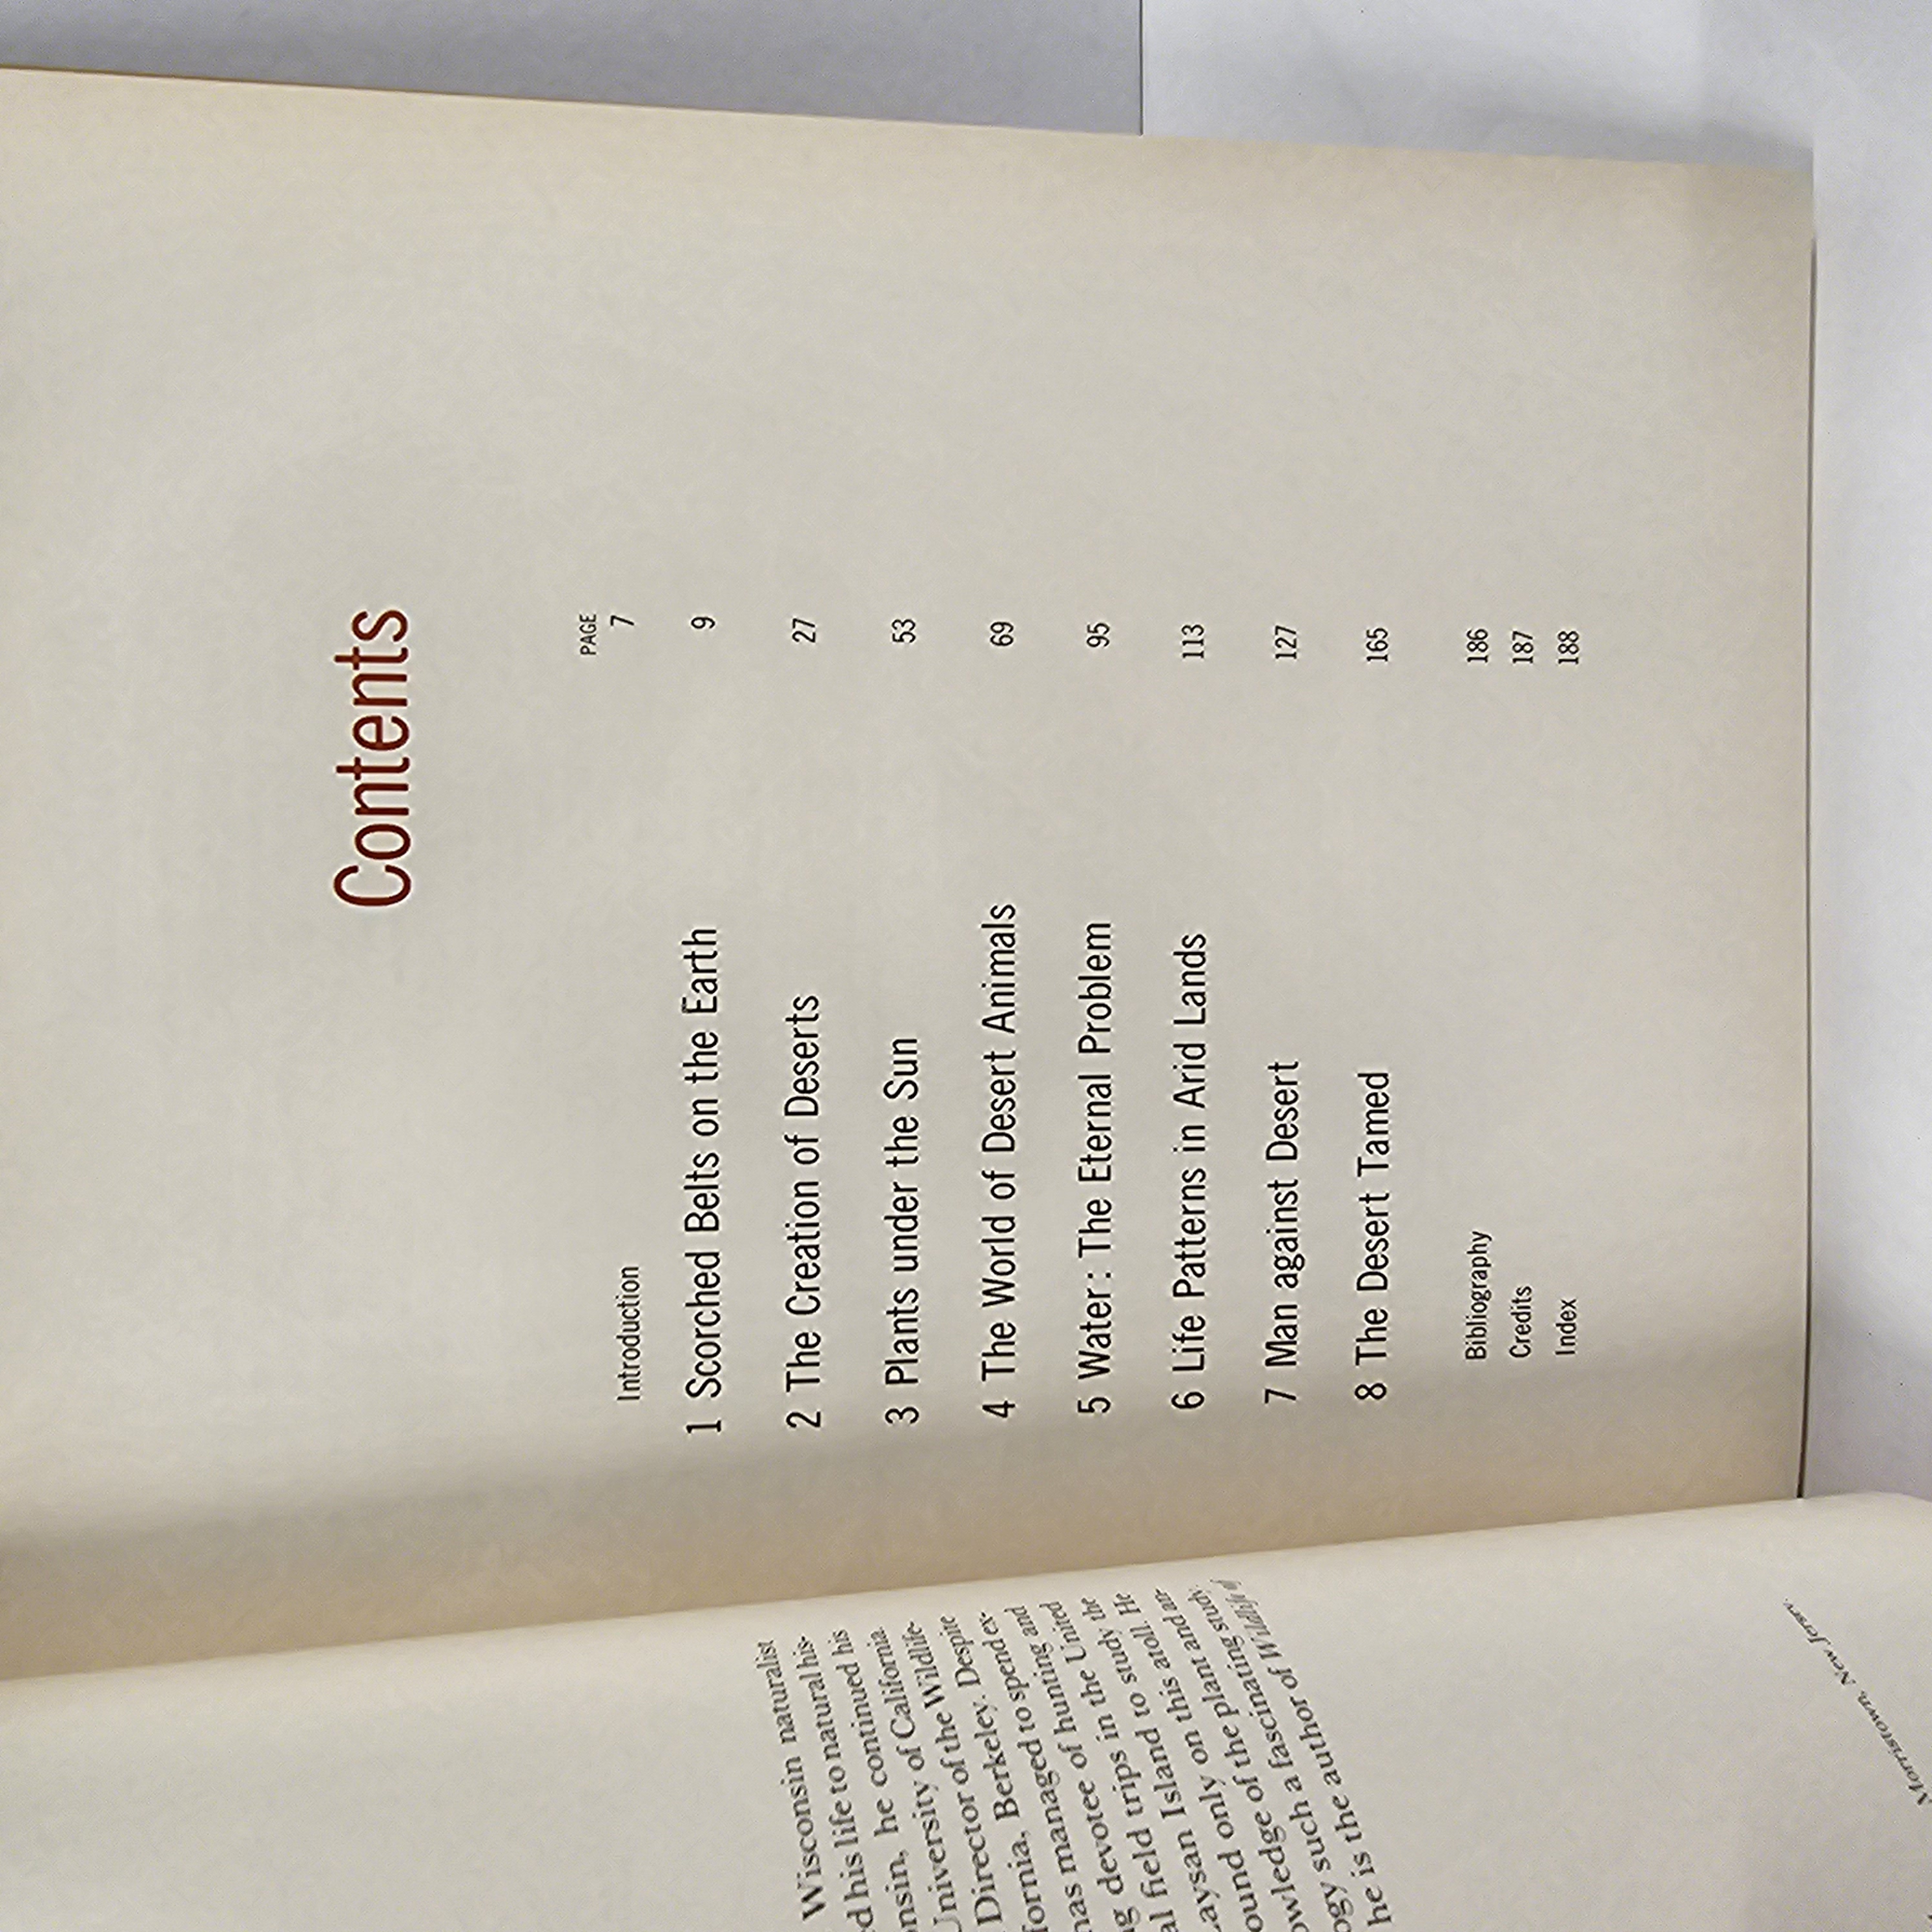 Wisconsin naturalist
his life to natural his-
he continued his
University of California.
Director of the Wildlife-
Berkeley. Despite
has managed to spend ex-
devotee of hunting and
field trips in the United
Laysan Island to study the
only on this atoll. He
of the plant and an-
such a fascinating study.
he is the author of Wildlife of
Morristown, New Jersey.
Contents
PAGE
Introduction 7
1 Scorched Belts on the Earth 9
2 The Creation of Deserts 27
3 Plants under the Sun 53
4 The World of Desert Animals 69
5 Water: The Eternal Problem 95
6 Life Patterns in Arid Lands 113
7 Man against Desert 127
8 The Desert Tamed 165
Bibliography 186
Credits 187
Index 188